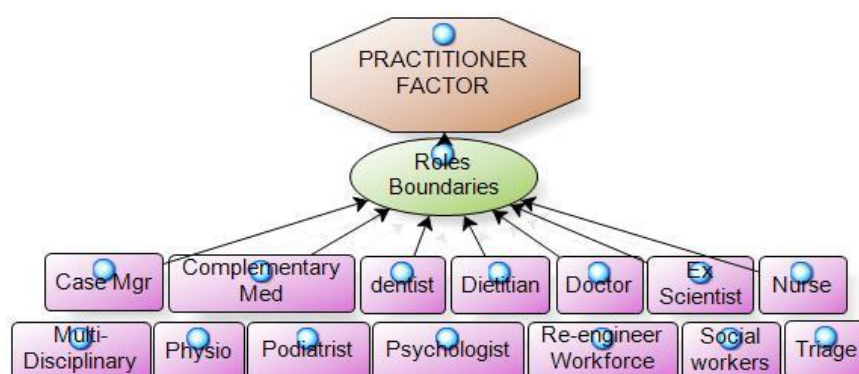 PRACTITIONER
FACTOR
Roles
Boundaries
Case Mgr
Complementary
Med
dentist
Dietitian
Doctor
Ex
Scientist
Nurse
Multi-
Disciplinary
Physio
Podiatrist
Psychologist
Re-engineer
Workforce
Social
workers
Triage